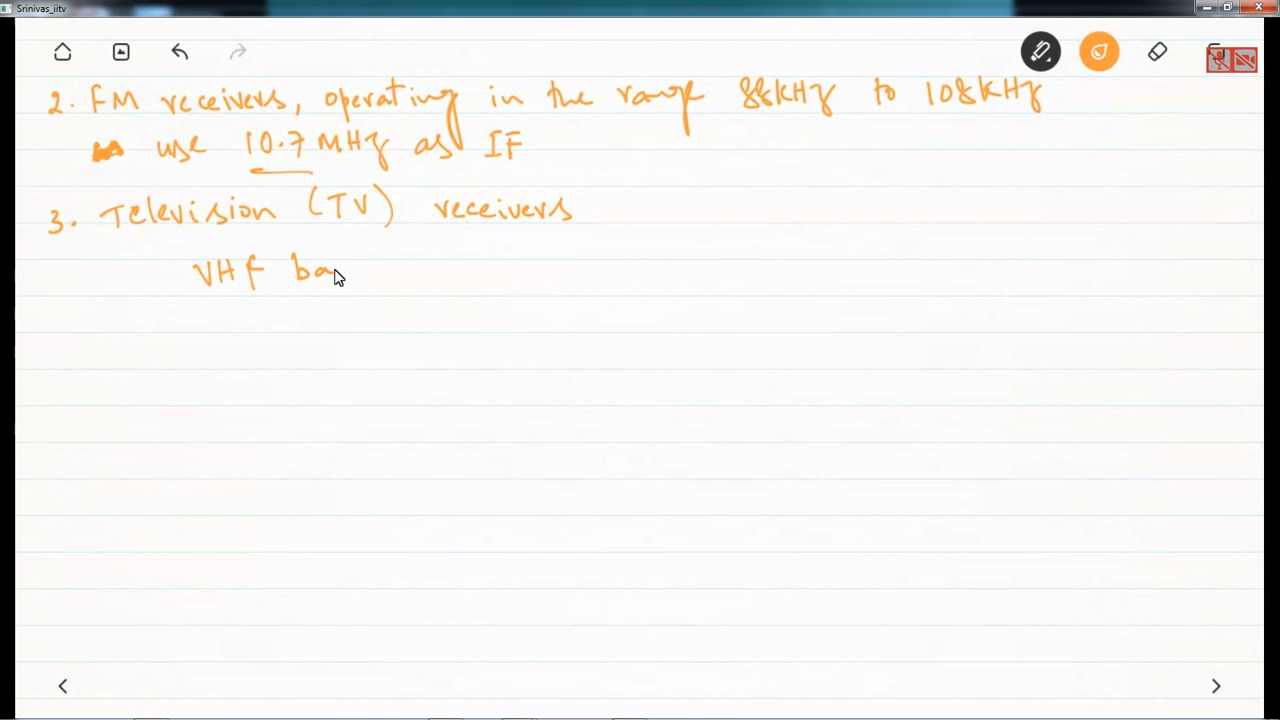 Srinivas_iitv
2. FM receivers, operating in the range 88kHz to 108kHz
use 10.7 MHz as IF
3. Television (TV) receivers
VHF ba